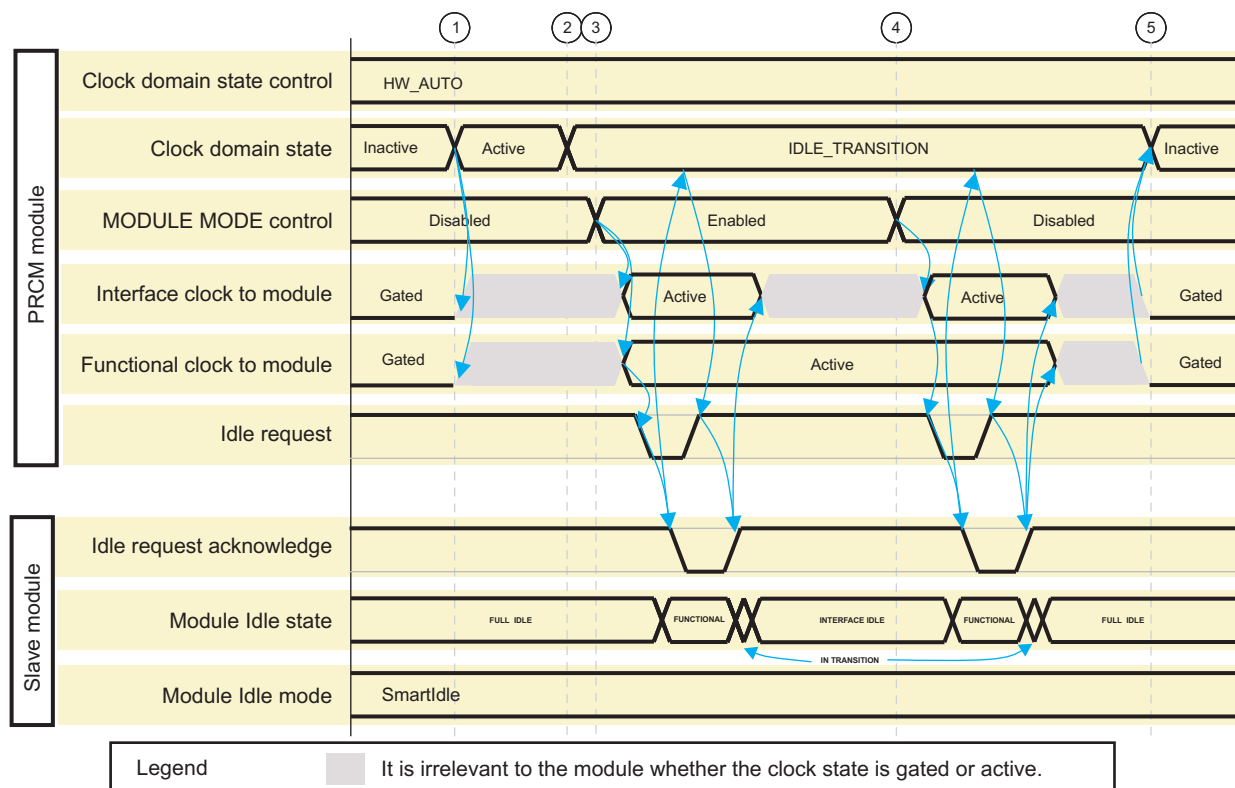 1 2 3 4 5
PRCM module
Clock domain state control
HW_AUTO
Clock domain state
Inactive Active IDLE_TRANSITION Inactive
MODULE MODE control
Disabled Enabled Disabled
Interface clock to module
Gated Active Active Gated
Functional clock to module
Gated Active Gated
Idle request
Slave module
Idle request acknowledge
Module Idle state
FULL IDLE FUNCTIONAL INTERFACE IDLE FUNCTIONAL FULL IDLE
IN TRANSITION
Module Idle mode
SmartIdle
Legend It is irrelevant to the module whether the clock state is gated or active.